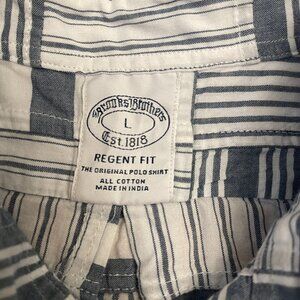 Brooks Brothers
L
Est. 1818
REGENT FIT
THE ORIGINAL POLO SHIRT
ALL COTTON
MADE IN INDIA